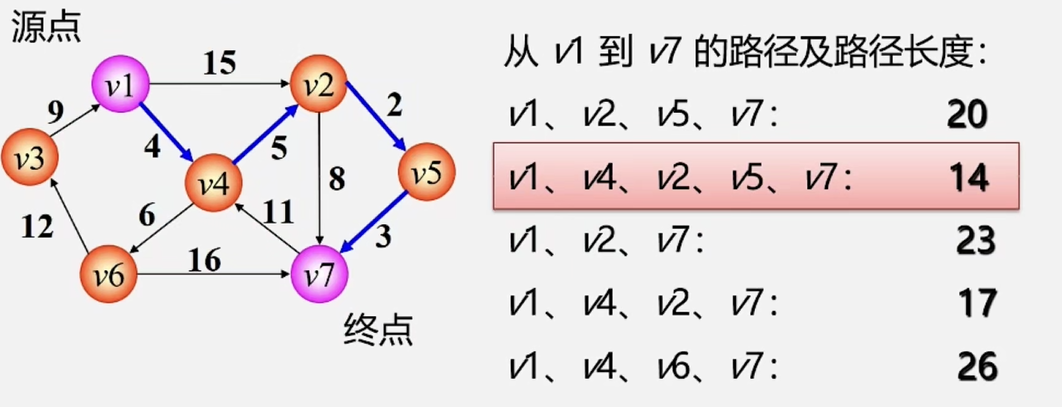 源点
v1
15
v2
9
4
5
2
v3
v4
8
v5
12
6
11
3
v6
16
v7
终点
从 v1 到 v7 的路径及路径长度：
v1、v2、v5、v7： 20
v1、v4、v2、v5、v7： 14
v1、v2、v7： 23
v1、v4、v2、v7： 17
v1、v4、v6、v7： 26